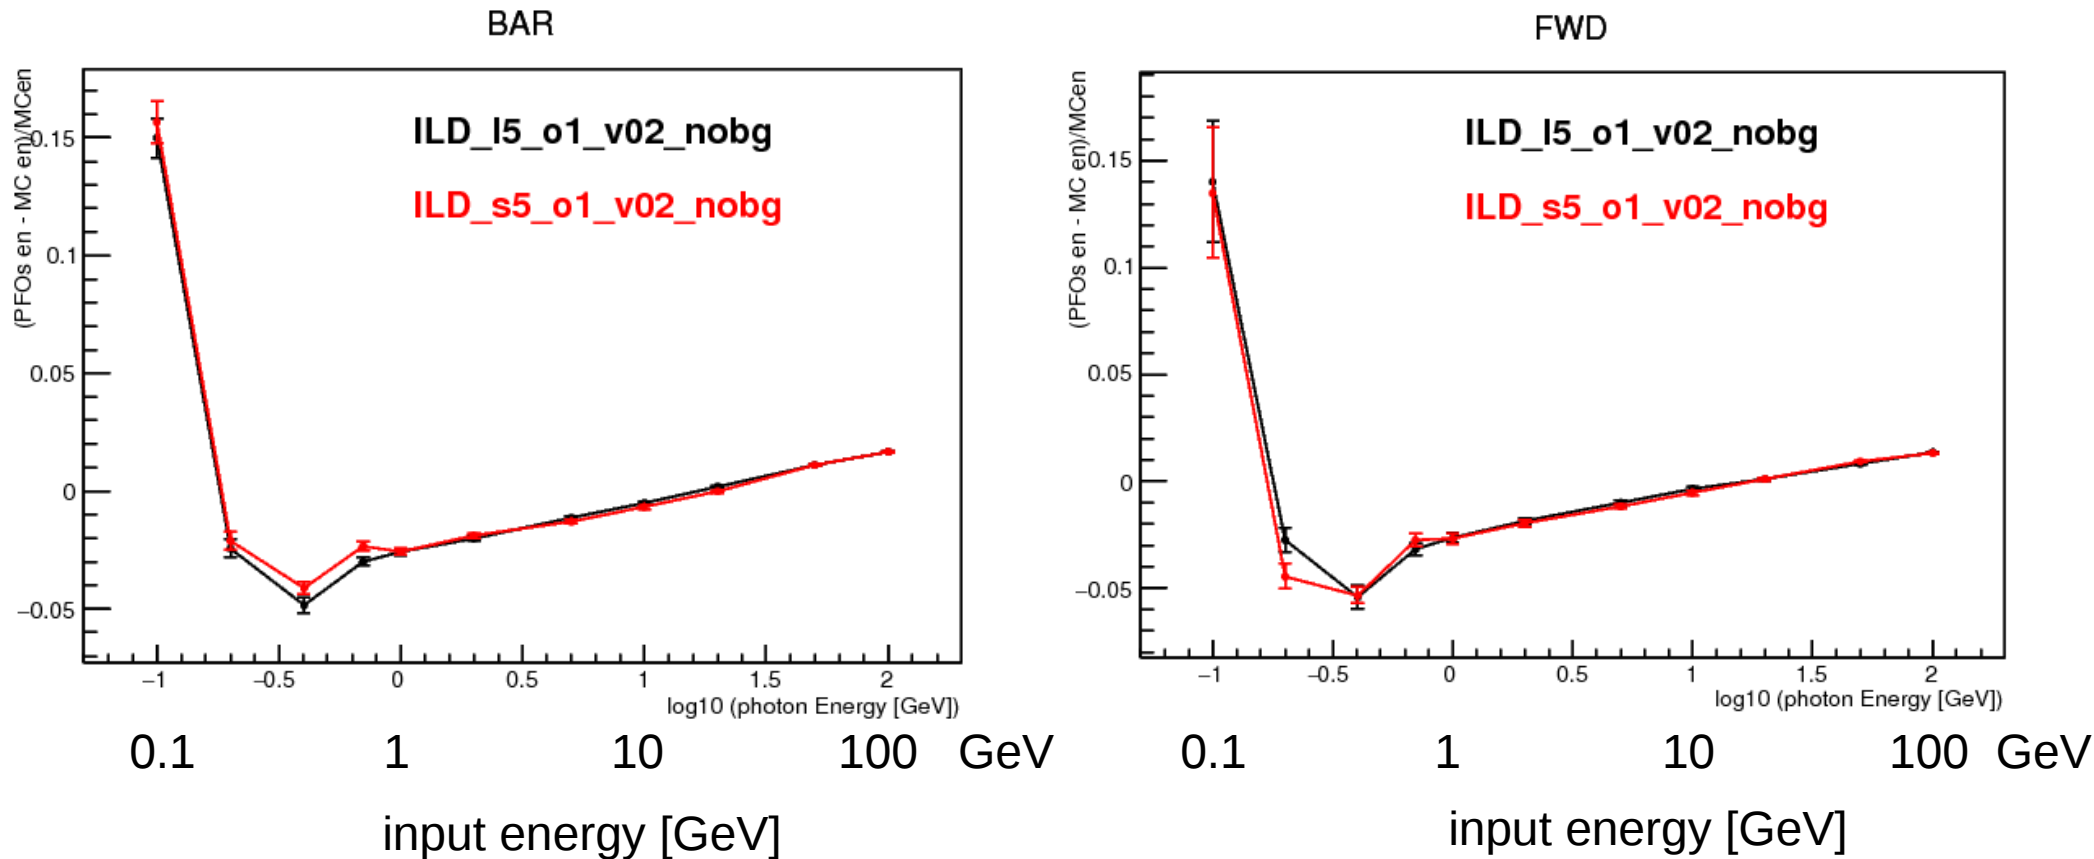 BAR
(PFOs en - MC en)/MCen
ILD_l5_o1_v02_nobg
ILD_s5_o1_v02_nobg
0.15
0.1
0.05
0
−0.05
−1 −0.5 0 0.5 1 1.5 2
log10 (photon Energy [GeV])
0.1 1 10 100 GeV
input energy [GeV]
FWD
(PFOs en - MC en)/MCen
ILD_l5_o1_v02_nobg
ILD_s5_o1_v02_nobg
0.15
0.1
0.05
0
−0.05
−1 −0.5 0 0.5 1 1.5 2
log10 (photon Energy [GeV])
0.1 1 10 100 GeV
input energy [GeV]